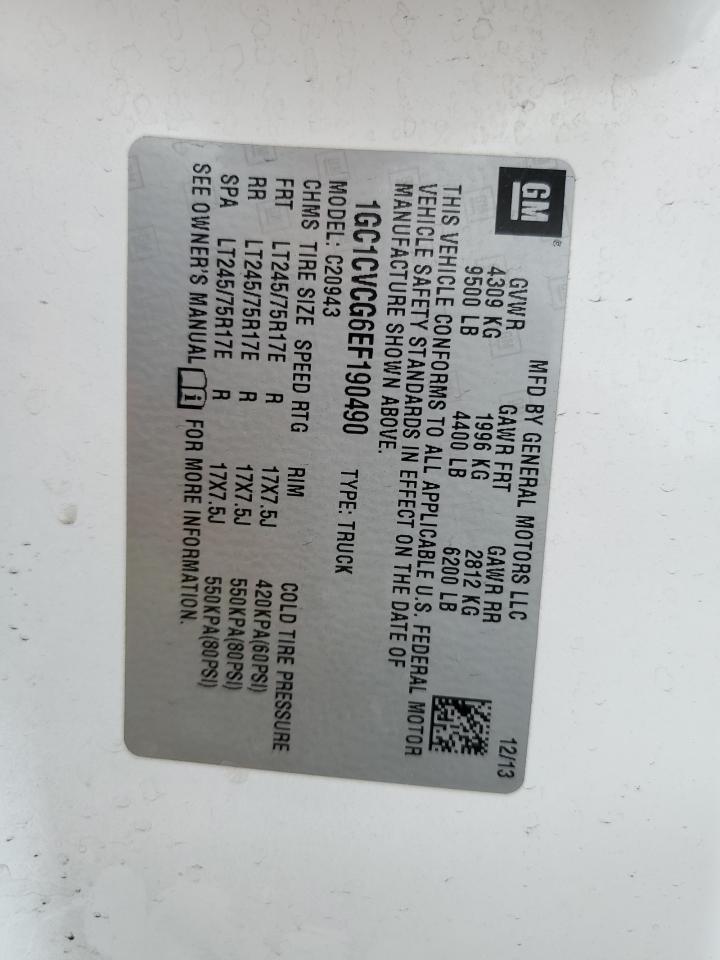 GM
MFD BY GENERAL MOTORS LLC 12/13
GVWR GAWR FRT GAWR RR
4309 KG 1996 KG 2812 KG
9500 LB 4400 LB 6200 LB
THIS VEHICLE CONFORMS TO ALL APPLICABLE U.S. FEDERAL MOTOR
VEHICLE SAFETY STANDARDS IN EFFECT ON THE DATE OF
MANUFACTURE SHOWN ABOVE.
1GC1CVCG6EF190490 TYPE: TRUCK
MODEL: C20943
CHMS TIRE SIZE SPEED RTG RIM COLD TIRE PRESSURE
FRT LT245/75R17E R 17X7.5J 420KPA(60PSI)
RR LT245/75R17E R 17X7.5J 550KPA(80PSI)
SPA LT245/75R17E R 17X7.5J 550KPA(80PSI)
SEE OWNER'S MANUAL i FOR MORE INFORMATION.